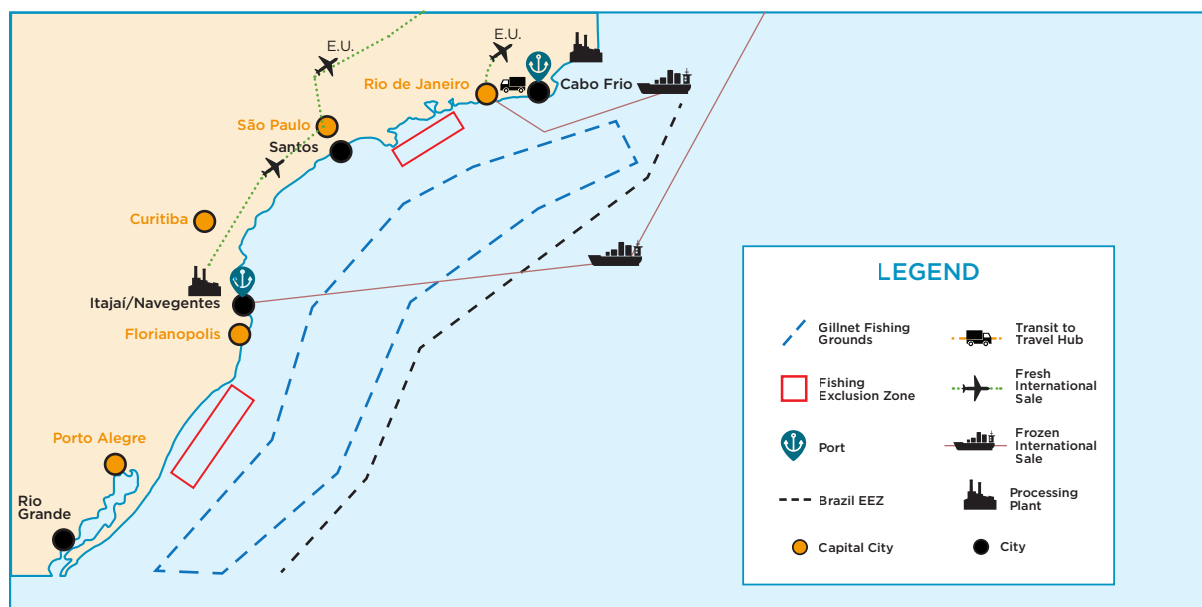 E.U.
E.U.
Rio de Janeiro
Cabo Frio
São Paulo
Santos
Curitiba
Itajaí/Navegentes
Florianopolis
Porto Alegre
Rio
Grande
LEGEND
Gillnet Fishing
Grounds
Fishing
Exclusion Zone
Port
Brazil EEZ
Capital City
Transit to
Travel Hub
Fresh
International
Sale
Frozen
International
Sale
Processing
Plant
City